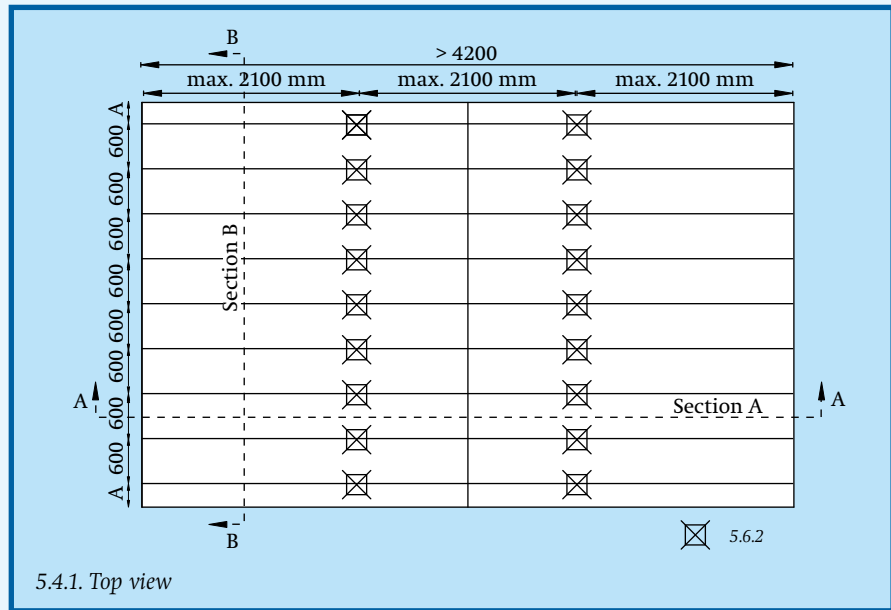 B
> 4200
max. 2100 mm max. 2100 mm max. 2100 mm
A
600
600
600
600
600
600
600
600
A
Section B
A
Section A
A
B
5.6.2
5.4.1. Top view